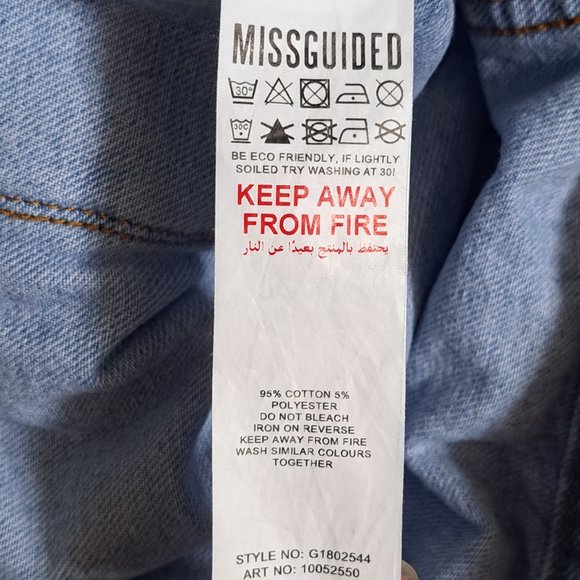 MISSGUIDED
30°
30C
BE ECO FRIENDLY, IF LIGHTLY
SOILED TRY WASHING AT 30!
KEEP AWAY
FROM FIRE
يحتفظ بالمنتج بعيدًا عن النار
95% COTTON 5%
POLYESTER
DO NOT BLEACH
IRON ON REVERSE
KEEP AWAY FROM FIRE
WASH SIMILAR COLOURS
TOGETHER
STYLE NO: G1802544
ART NO: 10052550